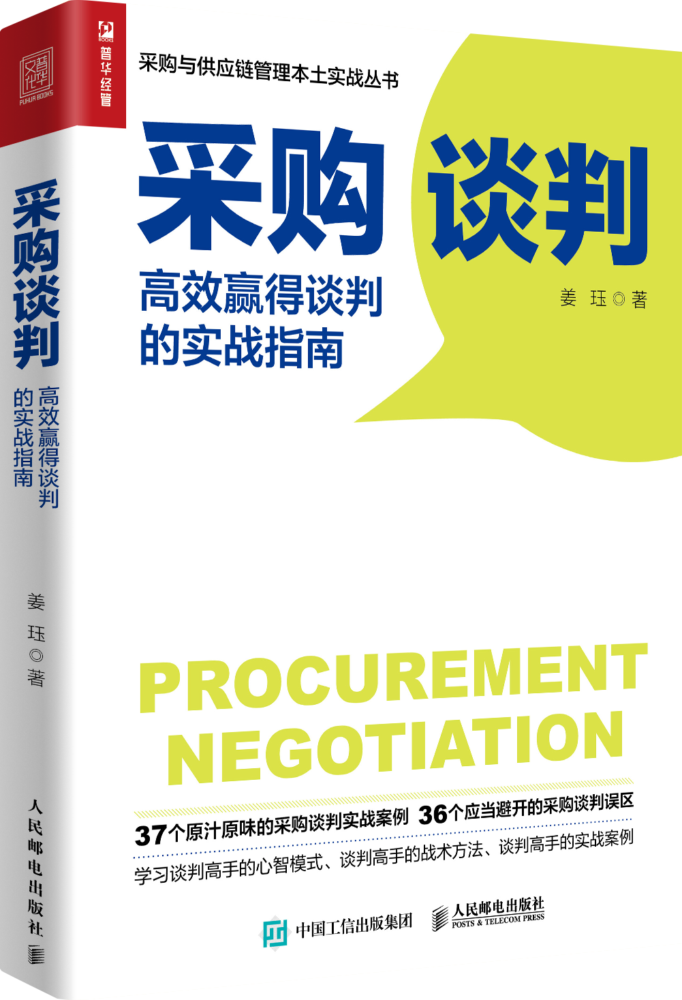 普华文化
PUHUA BOOKS
BOOKS
普华经管
采购谈判
高效赢得谈判
的实战指南
姜 珏◎著
人民邮电出版社
采购与供应链管理本土实战丛书
采购 谈判
高效赢得谈判
的实战指南
姜 珏◎著
PROCUREMENT
NEGOTIATION
37个原汁原味的采购谈判实战案例 36个应当避开的采购谈判误区
学习谈判高手的心智模式、谈判高手的战术方法、谈判高手的实战案例
中国工信出版集团
人民邮电出版社
POSTS & TELECOM PRESS